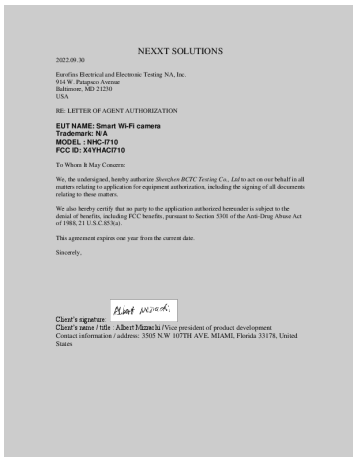 NEXXT SOLUTIONS
2022.09.30
Eurofins Electrical and Electronic Testing NA, Inc.
914 W. Patapsco Avenue
Baltimore, MD 21230
USA
RE: LETTER OF AGENT AUTHORIZATION
EUT NAME: Smart Wi-Fi camera
Trademark: N/A
MODEL : NHC-I710
FCC ID: X4YHACI710
To Whom It May Concern:
We, the undersigned, hereby authorize Shenzhen BCTC Testing Co., Ltd to act on our behalf in all
matters relating to application for equipment authorization, including the signing of all documents
relating to these matters.
We also hereby certify that no party to the application authorized hereunder is subject to the
denial of benefits, including FCC benefits, pursuant to Section 5301 of the Anti-Drug Abuse Act
of 1988, 21 U.S.C.853(a).
This agreement expires one year from the current date.
Sincerely,
Albert Mizrachi
Client's signature:
Client's name / title : Albert Mizrachi /Vice president of product development
Contact information / address: 3505 N.W 107TH AVE. MIAMI, Florida 33178, United
States